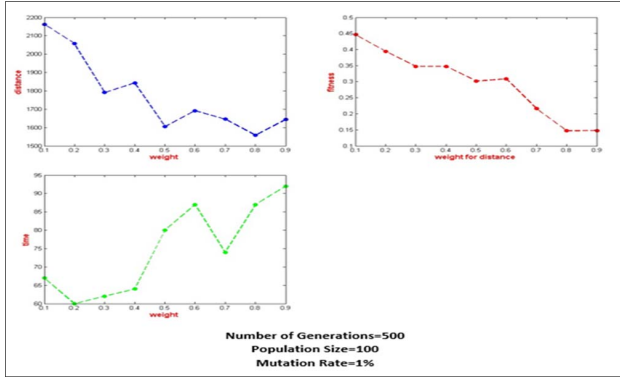 2200
2100
2000
1900
1800
1700
1600
1500
distance
0.1 0.2 0.3 0.4 0.5 0.6 0.7 0.8 0.9
weight
0.5
0.45
0.4
0.35
0.3
0.25
0.2
0.15
0.1
fitness
0.1 0.2 0.3 0.4 0.5 0.6 0.7 0.8 0.9
weight for distance
95
90
85
80
75
70
65
60
time
0.1 0.2 0.3 0.4 0.5 0.6 0.7 0.8 0.9
weight
Number of Generations=500
Population Size=100
Mutation Rate=1%